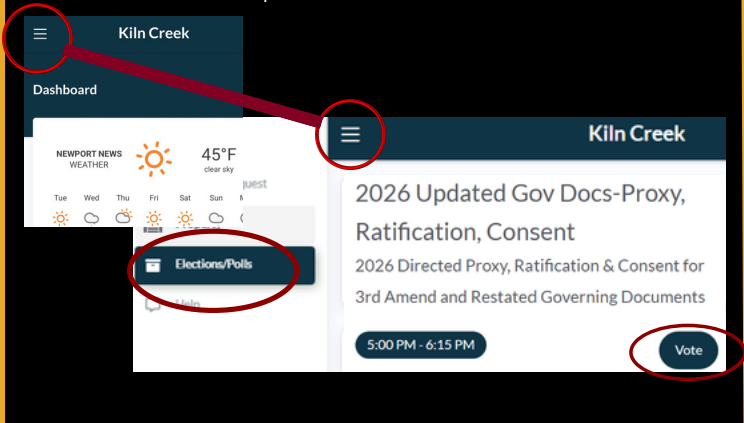 Kiln Creek
Dashboard
NEWPORT NEWS
WEATHER
45°F
clear sky
Tue Wed Thu Fri Sat Sun
Elections/Polls
Help
Kiln Creek
2026 Updated Gov Docs-Proxy,
Ratification, Consent
2026 Directed Proxy, Ratification & Consent for
3rd Amend and Restated Governing Documents
5:00 PM - 6:15 PM
Vote